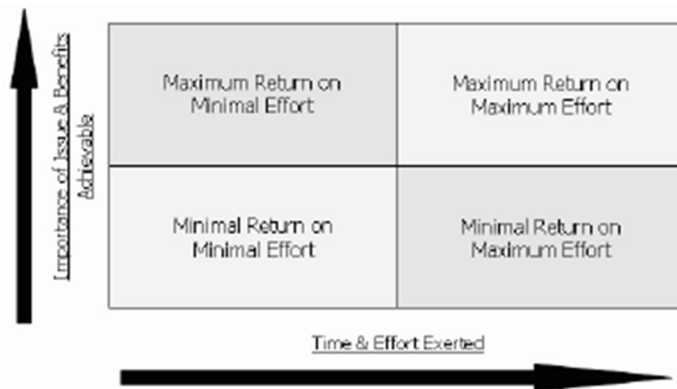 Importance of Issue & Benefits
Achievable
Maximum Return on
Minimal Effort
Maximum Return on
Maximum Effort
Minimal Return on
Minimal Effort
Minimal Return on
Maximum Effort
Time & Effort Exerted